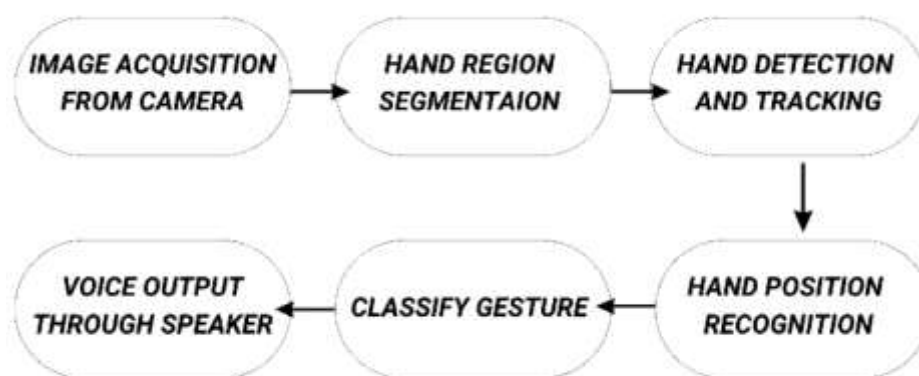 IMAGE ACQUISITION
FROM CAMERA
HAND REGION
SEGMENTAION
HAND DETECTION
AND TRACKING
HAND POSITION
RECOGNITION
CLASSIFY GESTURE
VOICE OUTPUT
THROUGH SPEAKER